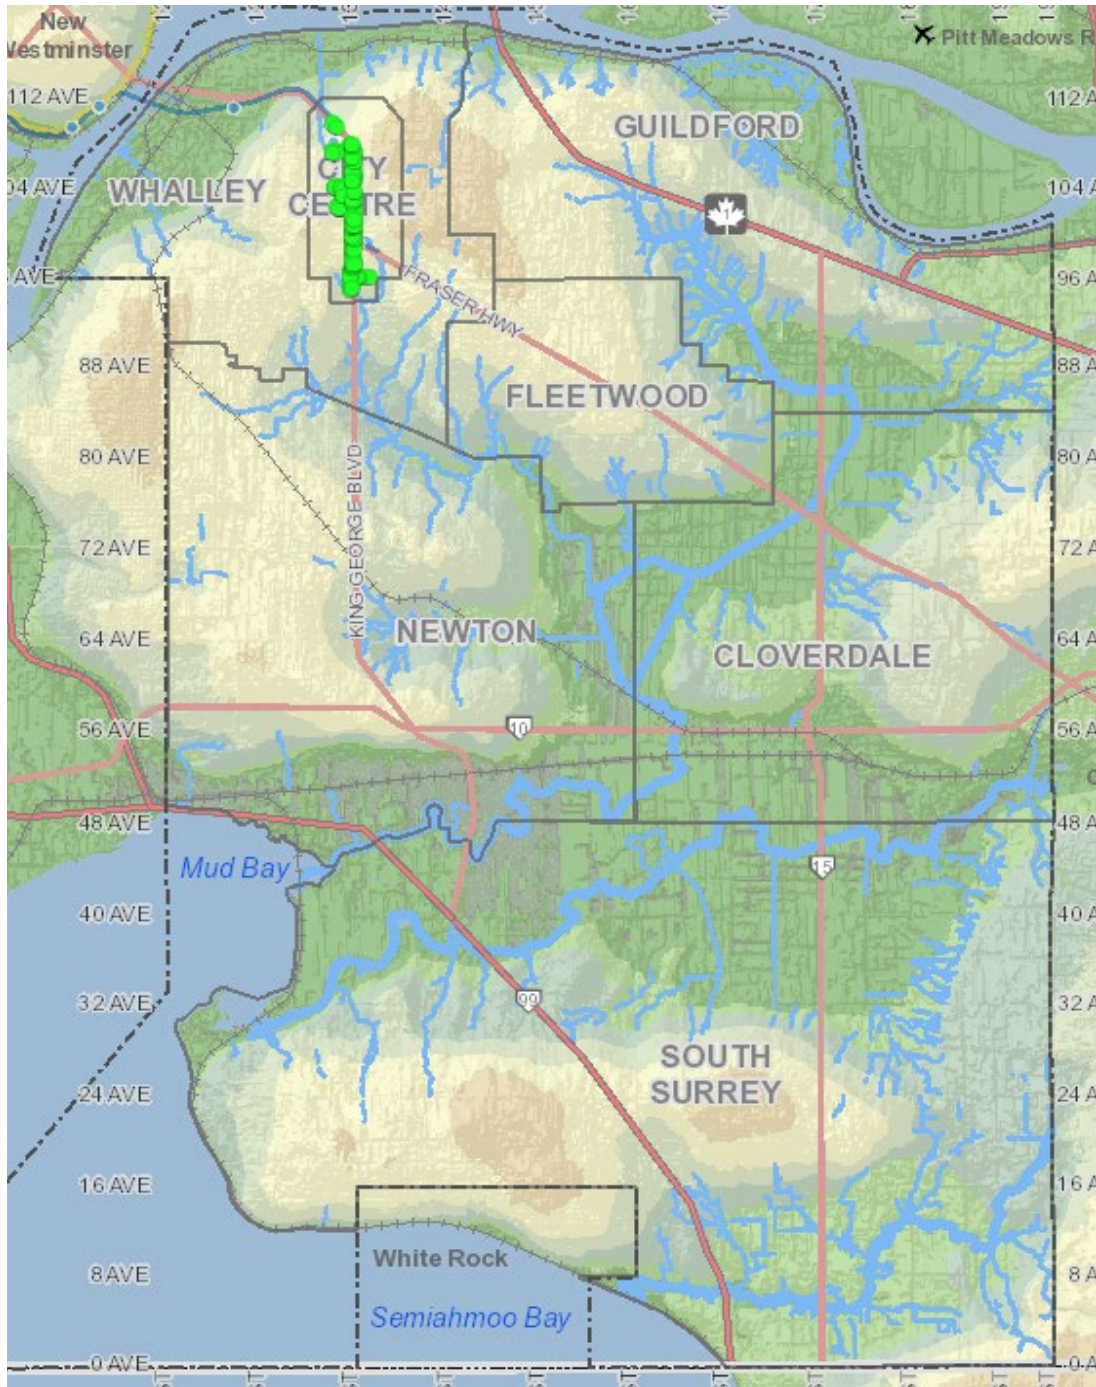 New
Westminster
Pitt Meadows R
112 AVE
112 A
GUILDFORD
CITY
CENTRE
WHALLEY
04 AVE
104 A
1
AVE
96 A
FRASER HWY
88 AVE
88 A
FLEETWOOD
80 AVE
80 A
KING GEORGE BLVD
72 AVE
72 A
NEWTON
64 AVE
64 A
CLOVERDALE
56 AVE
10
56 A
48 AVE
48 A
Mud Bay
15
40 AVE
40 A
32 AVE
99
32 A
SOUTH
SURREY
24 AVE
24 A
16 AVE
16 A
White Rock
8 AVE
8 A
Semiahmoo Bay
0 AVE
0 A